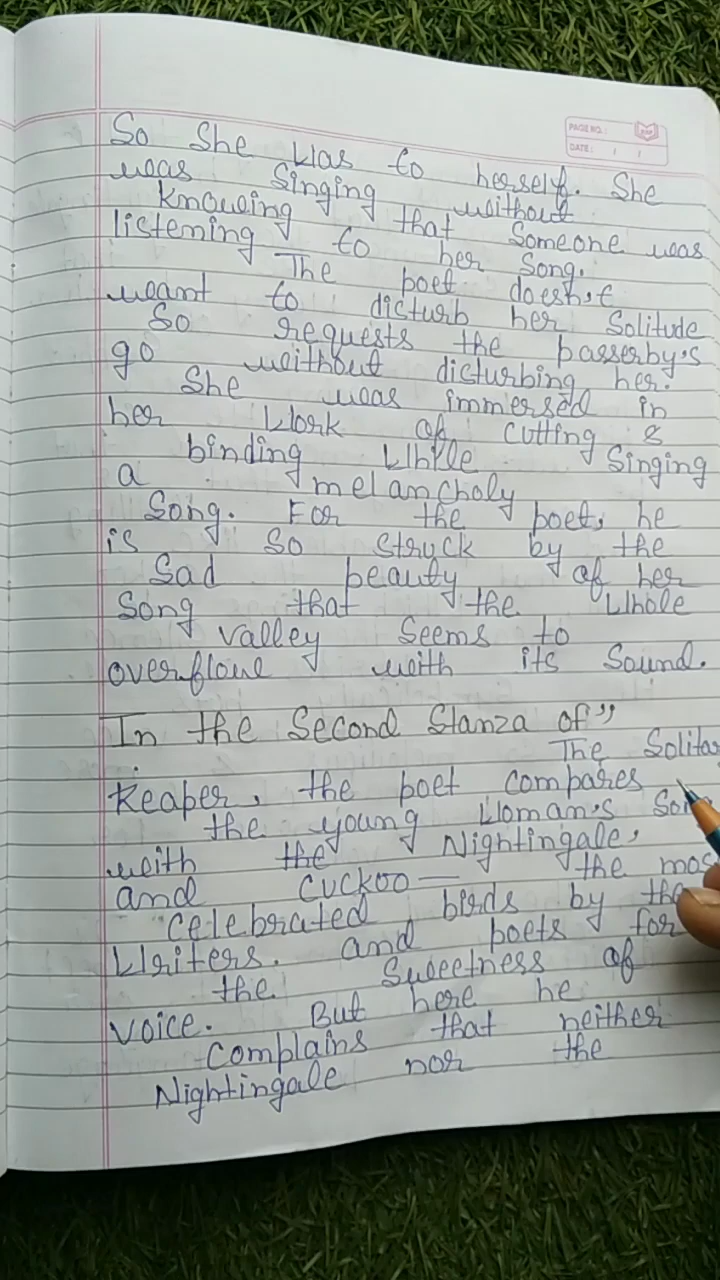 PAGE NO.:
DATE: / /
So She was to herself. She
was Singing without
knowing that Someone was
listening to her Song.
The poet doesn't
want to disturb her Solitude
So requests the passerby's
go without disturbing her.
She was immersed in
her Work of cutting &
binding While Singing
a melancholy
Song. For the poet, he
is So Struck by the
Sad beauty of her
Song that the Whole
valley Seems to
overflow with its Sound.
In the Second Stanza of"
The Solitar
Reaper, the poet compares
the young Woman's Son
with the Nightingale,
and Cuckoo— the mos
celebrated birds by the
Writers. and poets for
the Sweetness of
voice. But here he
Complains that neither
Nightingale nor the